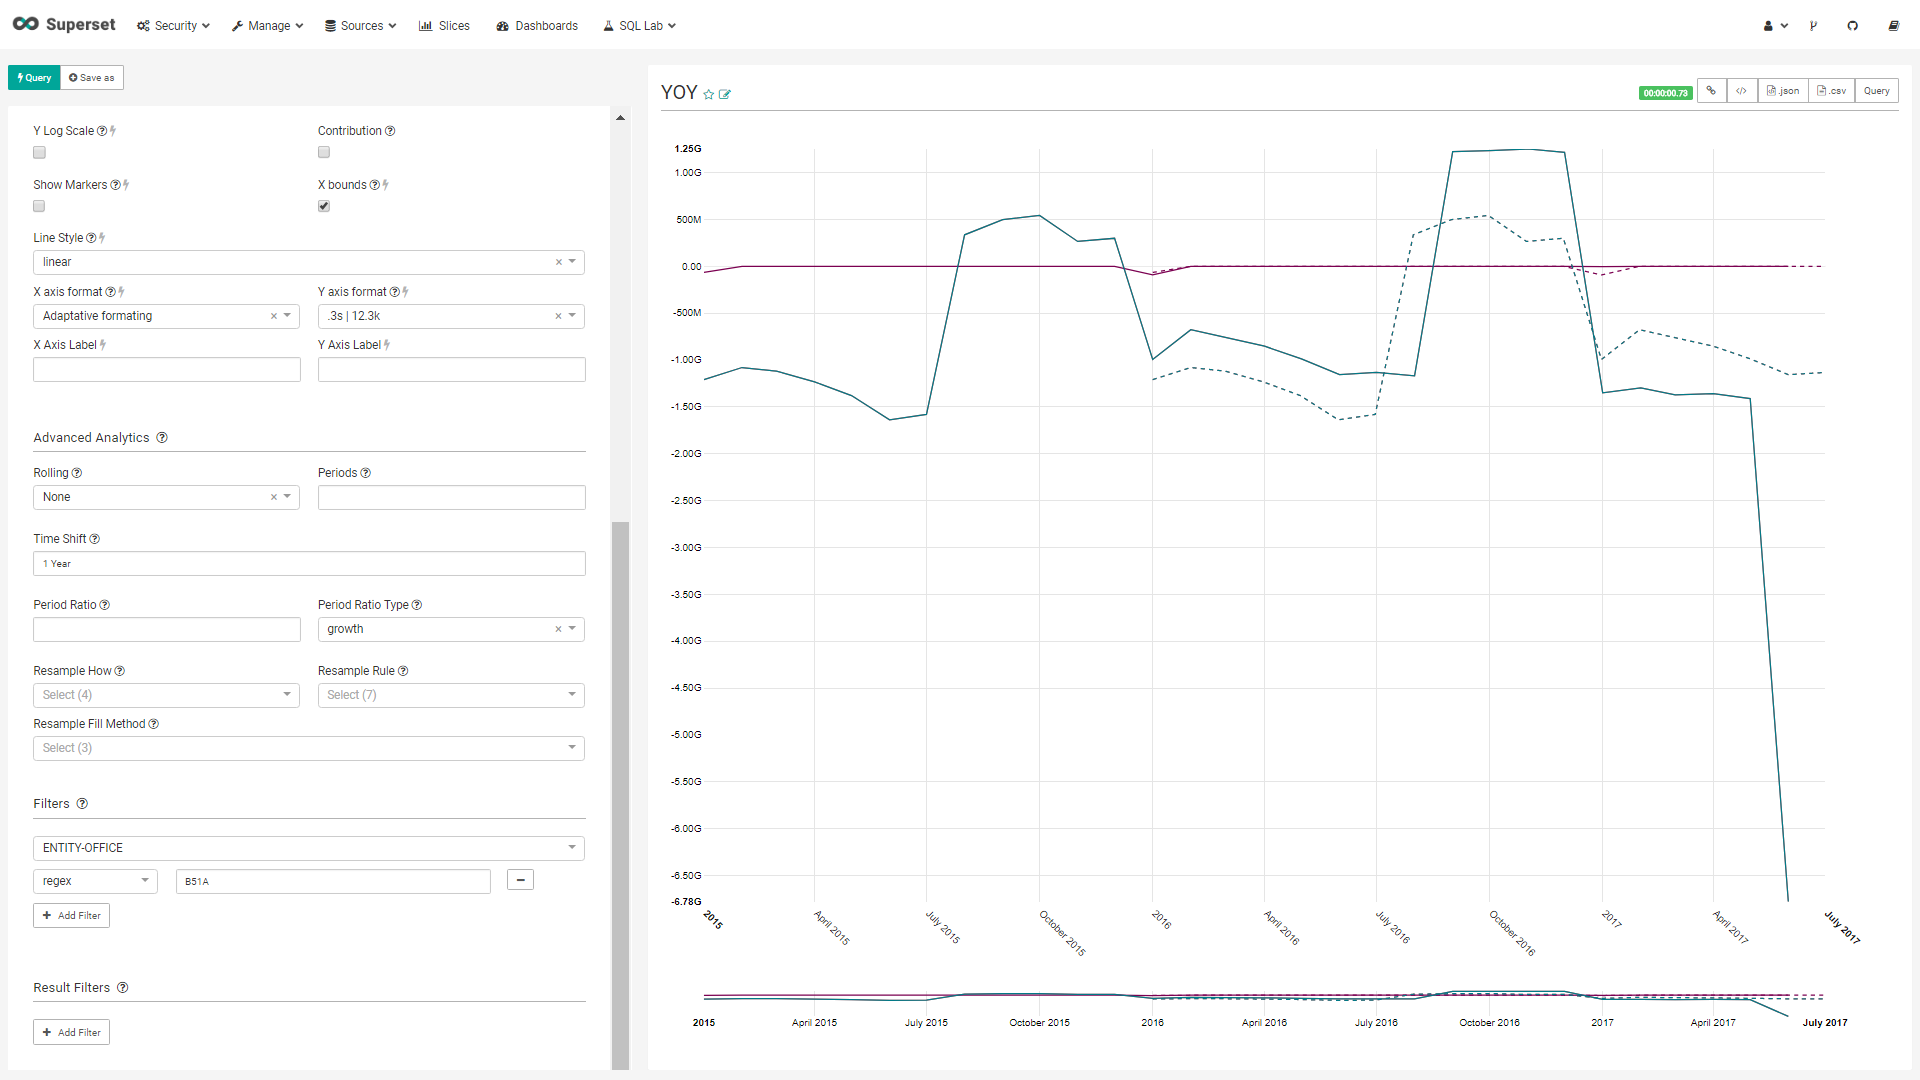 Superset Security Manage Sources Slices Dashboards SQL Lab
Query Save as
Y Log Scale Contribution
Show Markers X bounds
Line Style
linear
X axis format Y axis format
Adaptative formating .3s | 12.3k
X Axis Label Y Axis Label
Advanced Analytics
Rolling Periods
None
Time Shift
1 Year
Period Ratio Period Ratio Type
growth
Resample How Resample Rule
Select (4) Select (7)
Resample Fill Method
Select (3)
Filters
ENTITY-OFFICE
regex B51A
Add Filter
Result Filters
Add Filter
YOY 00:00:00.73 .json .csv Query
1.25G
1.00G
500M
0.00
-500M
-1.00G
-1.50G
-2.00G
-2.50G
-3.00G
-3.50G
-4.00G
-4.50G
-5.00G
-5.50G
-6.00G
-6.50G
-6.78G
2015 April 2015 July 2015 October 2015 2016 April 2016 July 2016 October 2016 2017 April 2017 July 2017
2015 April 2015 July 2015 October 2015 2016 April 2016 July 2016 October 2016 2017 April 2017 July 2017